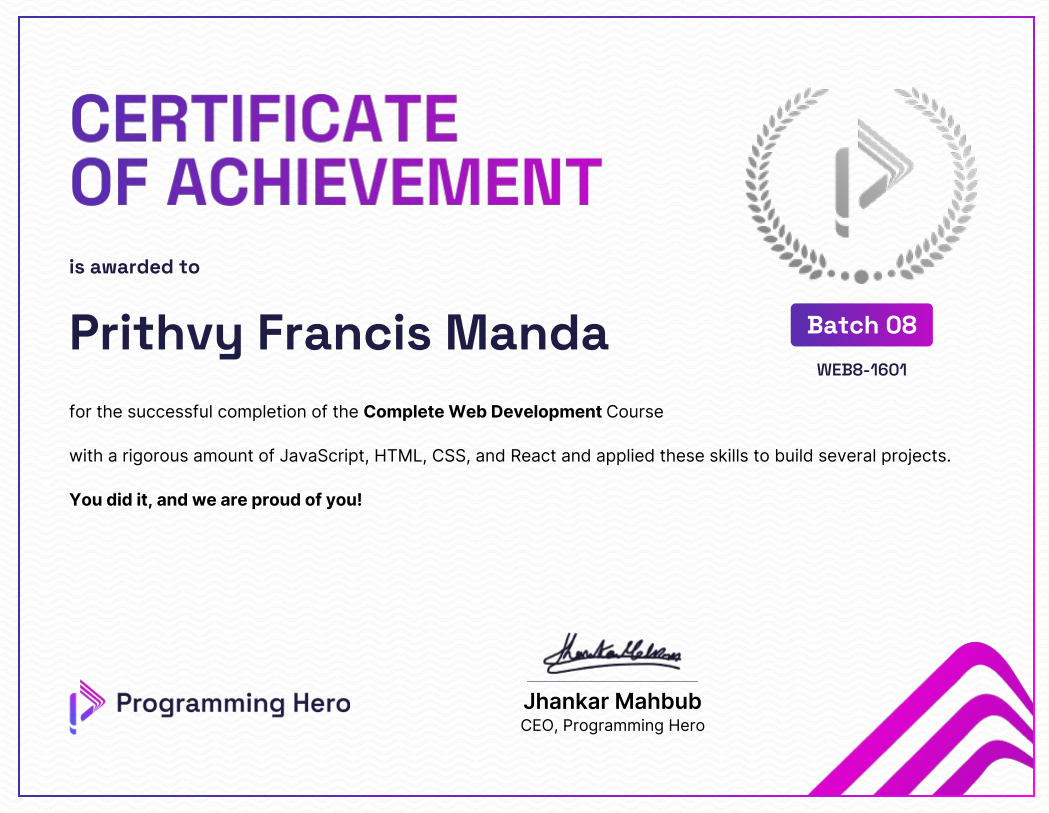 CERTIFICATE
OF ACHIEVEMENT
is awarded to
Prithvy Francis Manda
Batch 08
WEB8-1601
for the successful completion of the Complete Web Development Course
with a rigorous amount of JavaScript, HTML, CSS, and React and applied these skills to build several projects.
You did it, and we are proud of you!
Programming Hero
Jhankar Mahbub
CEO, Programming Hero